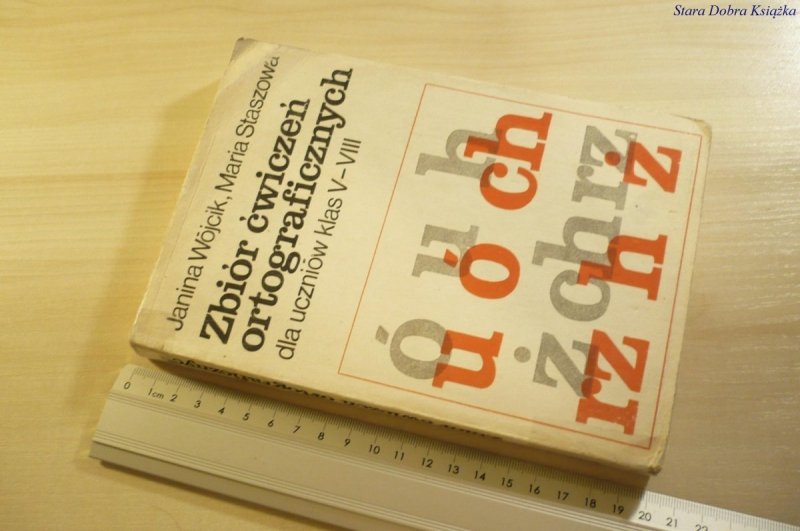 Stara Dobra Książka
Janina Wójcik, Maria Staszowa
Zbiór ćwiczeń
ortograficznych
dla uczniów klas V–VIII
ó u h
u ó ch
ż ch rz
rz h ż
0 1cm 2 3 4 5 6 7 8 9 10 11 12 13 14 15 16 17 18 19 20 21 22